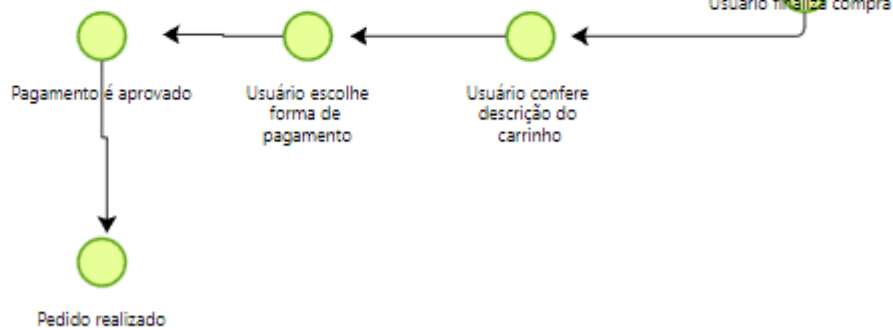 Usuário finaliza compra
Pagamento é aprovado
Usuário escolhe
forma de
pagamento
Usuário confere
descrição do
carrinho
Pedido realizado